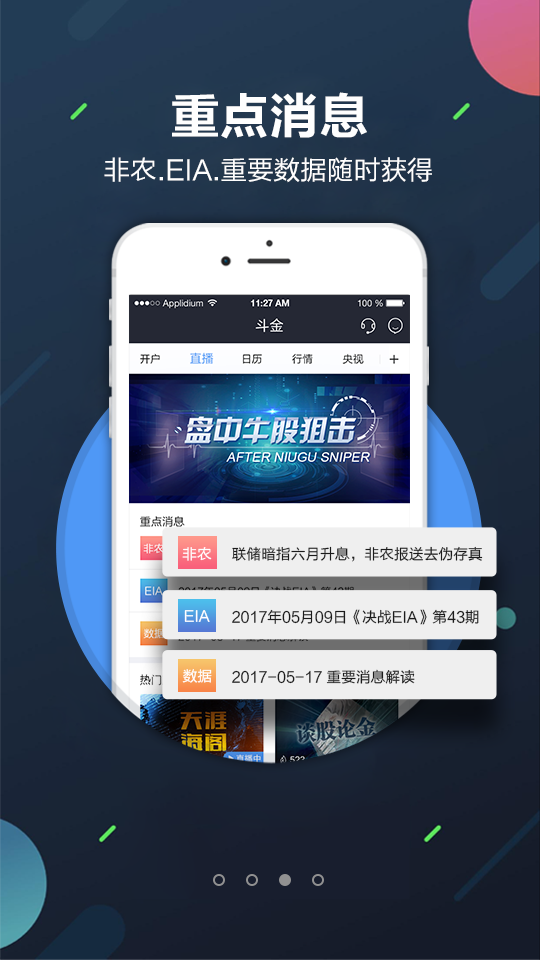 重点消息
非农.EIA.重要数据随时获得
Applidium 11:27 AM 100 %
斗金
开户 直播 日历 行情 央视 +
盘中牛股狙击
AFTER NIUGU SNIPER
重点消息
非农 联储暗指六月升息，非农报送去伪存真
EIA 2017年05月09日《决战EIA》第43期
数据 2017-05-17 重要消息解读
热门
天涯
海阁
直播中
谈股论金
522